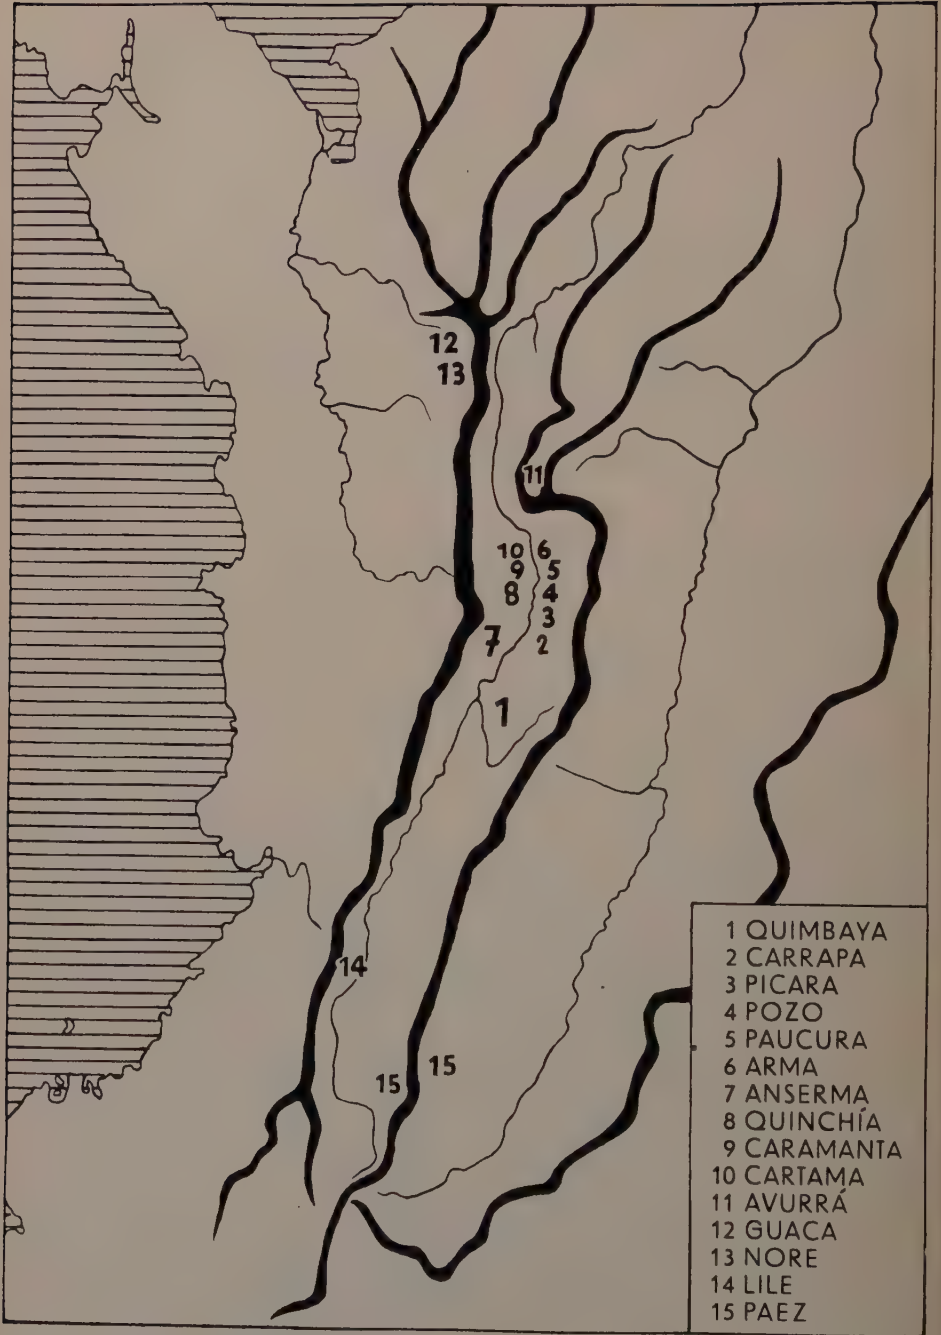 12
13
11
10 6
9 5
8 4
3
7 2
1
14
15
15
1 QUIMBAYA
2 CARRAPA
3 PICARA
4 POZO
5 PAUCURA
6 ARMA
7 ANSERMA
8 QUINCHÍA
9 CARAMANTA
10 CARTAMA
11 AVURRÁ
12 GUACA
13 NORE
14 LILE
15 PAEZ